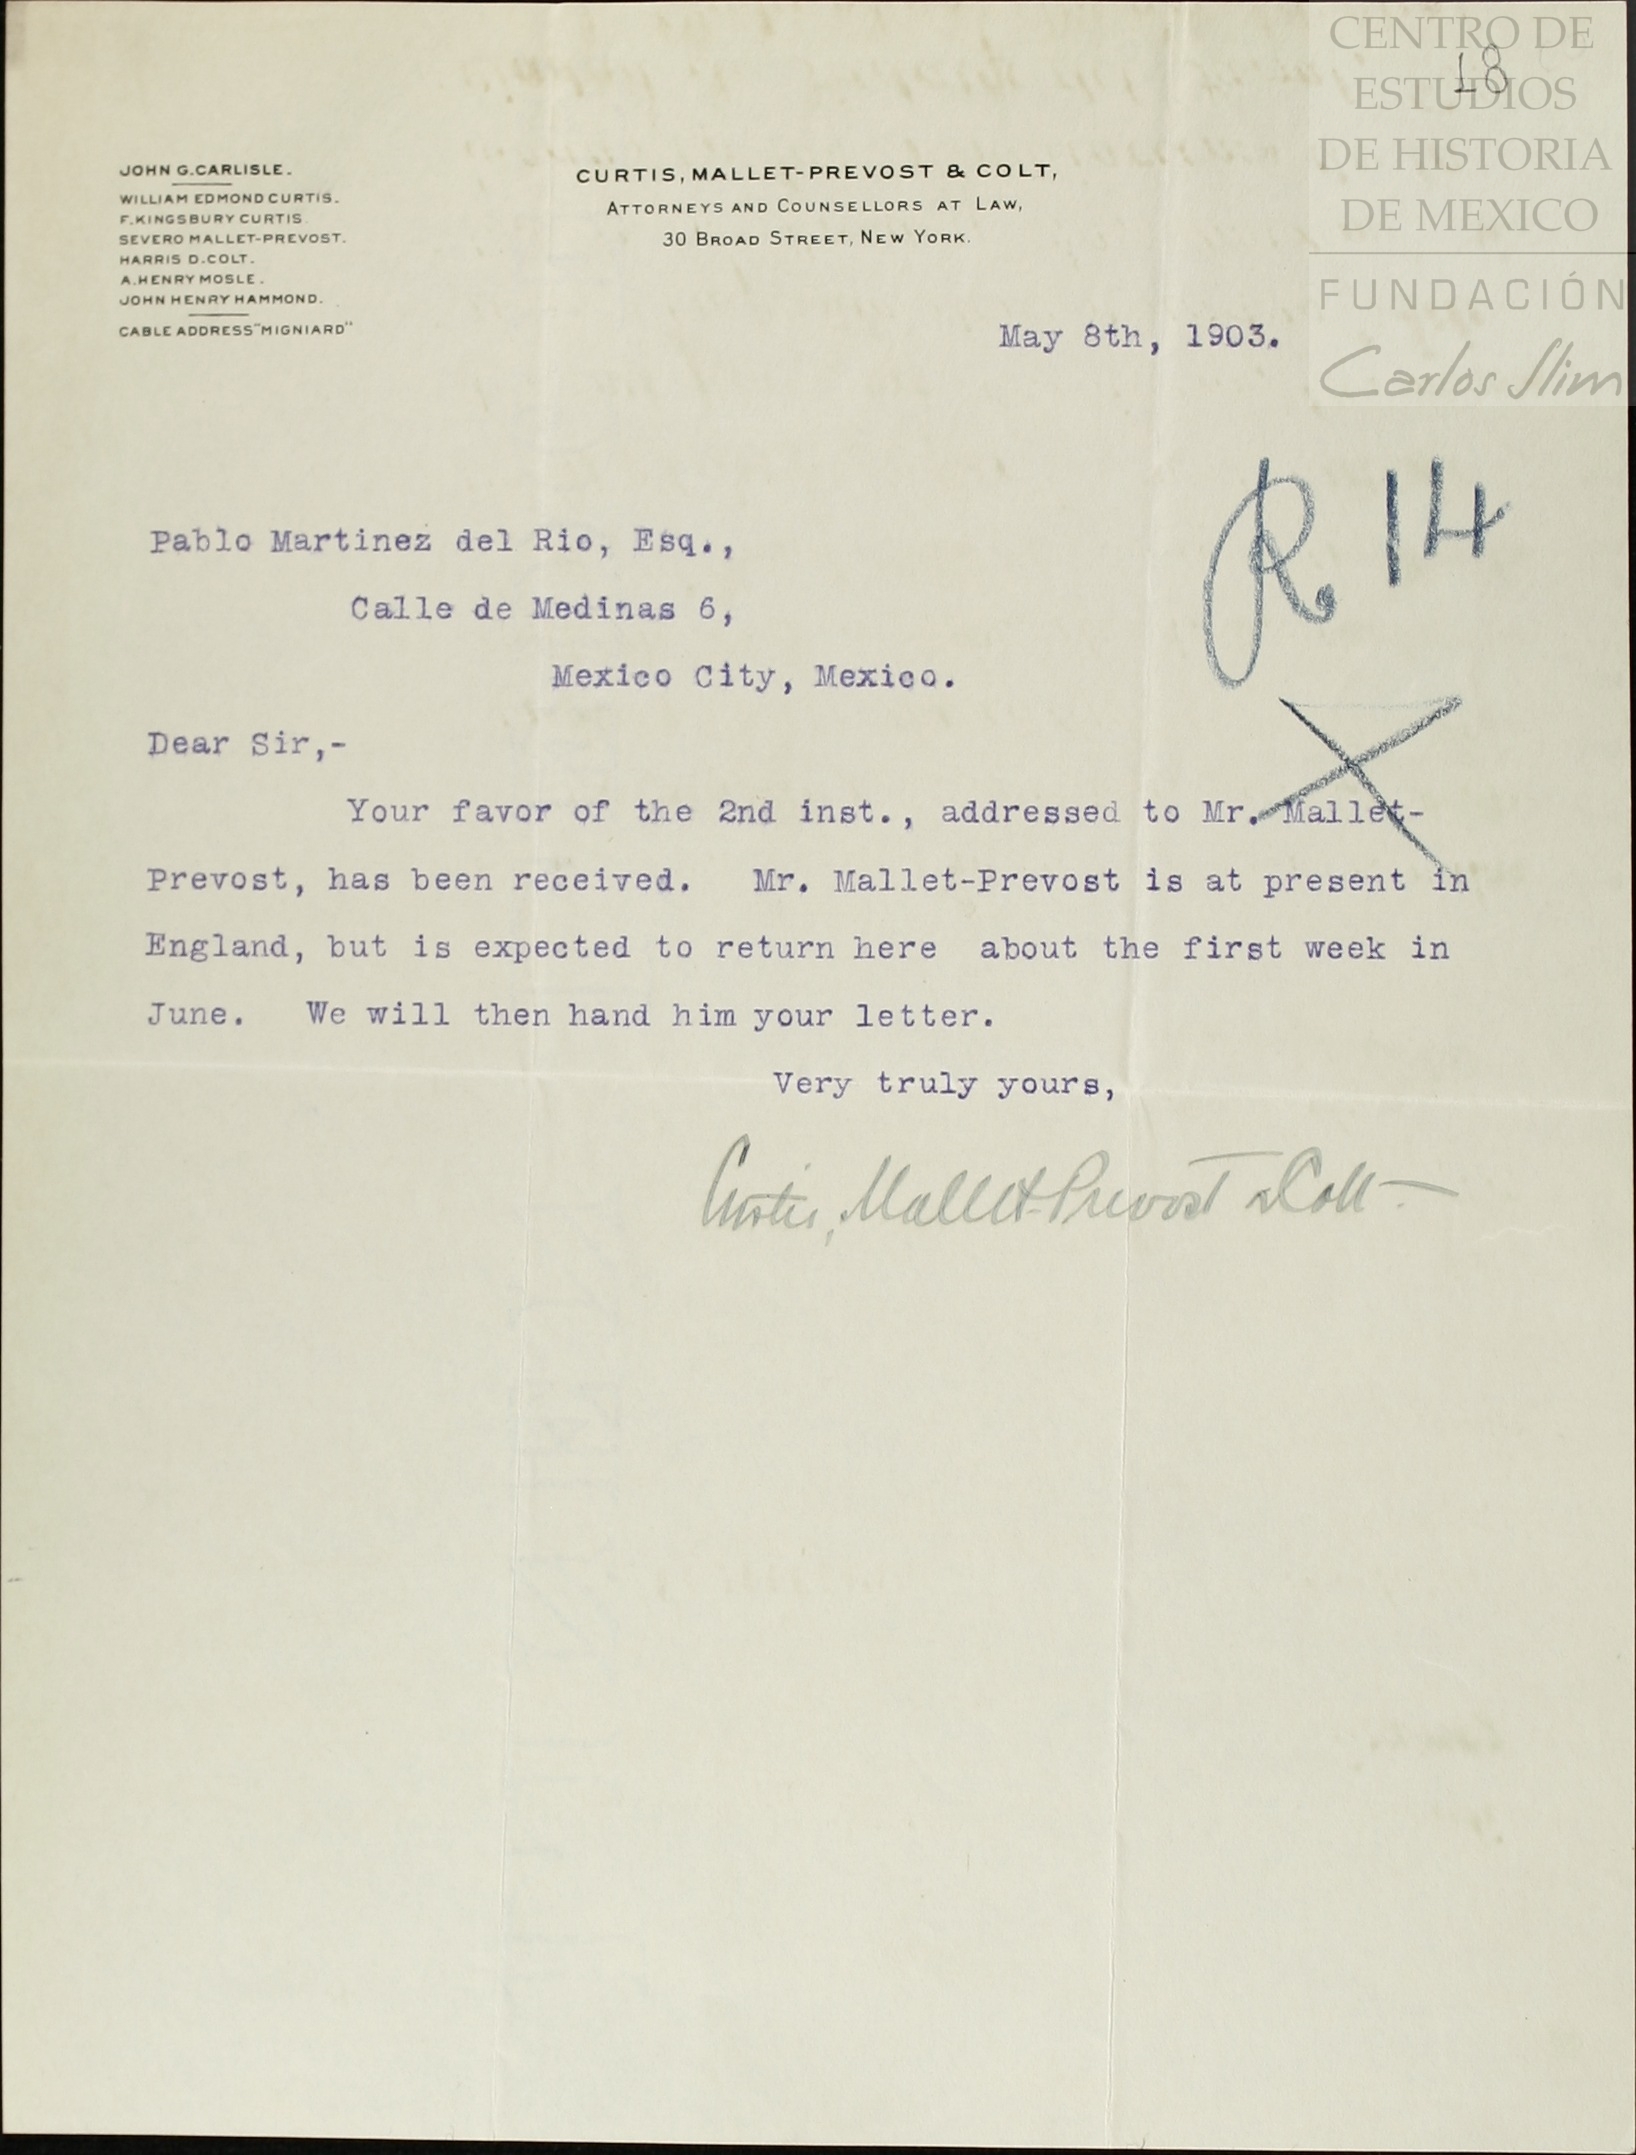 CENTRO DE
ESTUDIOS
DE HISTORIA
DE MEXICO
FUNDACIÓN
Carlos Slim
18
JOHN G. CARLISLE.
WILLIAM EDMOND CURTIS.
F. KINGSBURY CURTIS
SEVERO MALLET-PREVOST.
HARRIS D. COLT.
A. HENRY MOSLE.
JOHN HENRY HAMMOND.
CABLE ADDRESS "MIGNIARD"
CURTIS, MALLET-PREVOST & COLT,
ATTORNEYS AND COUNSELLORS AT LAW,
30 BROAD STREET, NEW YORK.
May 8th, 1903.
R. 14
Pablo Martinez del Rio, Esq.,
Calle de Medinas 6,
Mexico City, Mexico.
Dear Sir,-
Your favor of the 2nd inst., addressed to Mr. Mallet-
Prevost, has been received. Mr. Mallet-Prevost is at present in
England, but is expected to return here about the first week in
June. We will then hand him your letter.
Very truly yours,
Curtis, Mallet-Prevost & Colt.